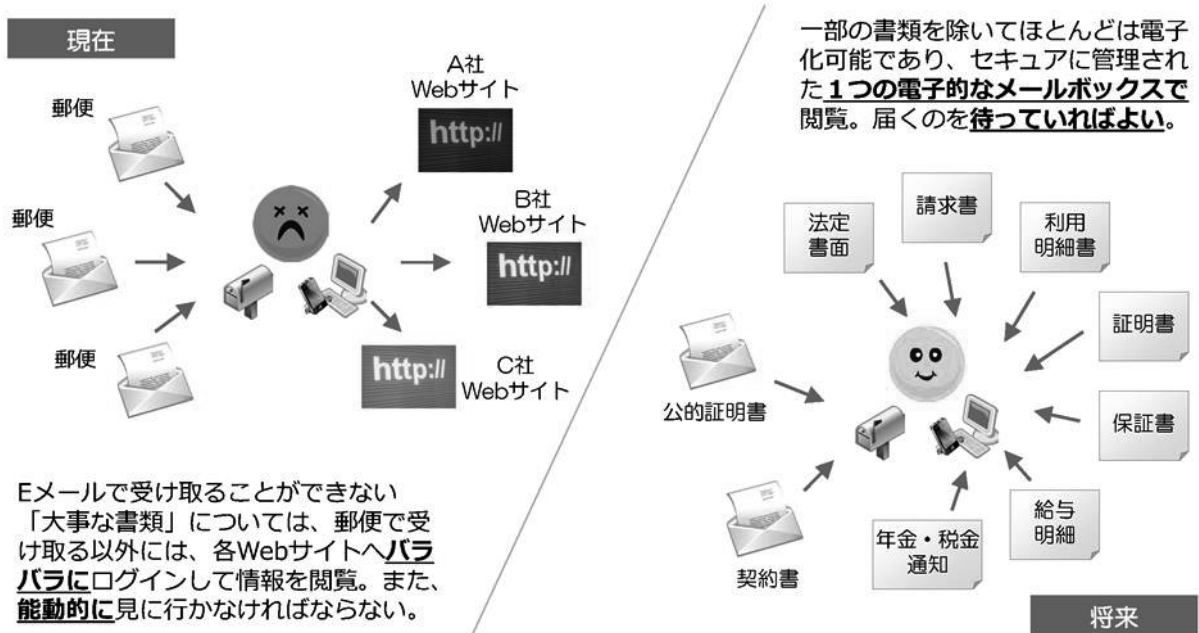 現在
郵便
郵便
郵便
A社
Webサイト
http://
B社
Webサイト
http://
C社
Webサイト
http://
Eメールで受け取ることができない
「大事な書類」については、郵便で受
け取る以外には、各Webサイトへバラ
バラにログインして情報を閲覧。また、
能動的に見に行かなければならない。
一部の書類を除いてほとんどは電子
化可能であり、セキュアに管理され
た１つの電子的なメールボックスで
閲覧。届くのを待っていればよい。
法定
書面
請求書
利用
明細書
証明書
保証書
給与
明細
年金・税金
通知
公的証明書
契約書
将来